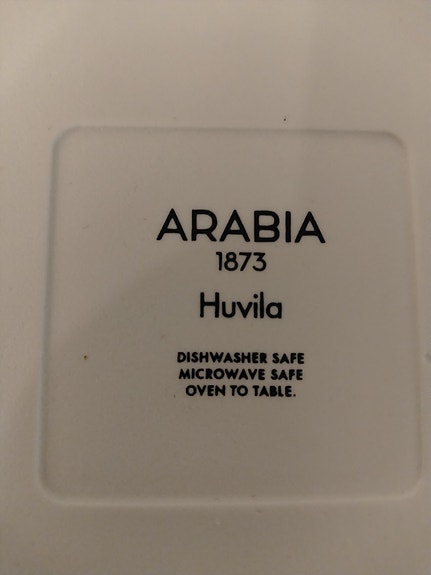 ARABIA
1873
Huvila
DISHWASHER SAFE
MICROWAVE SAFE
OVEN TO TABLE.